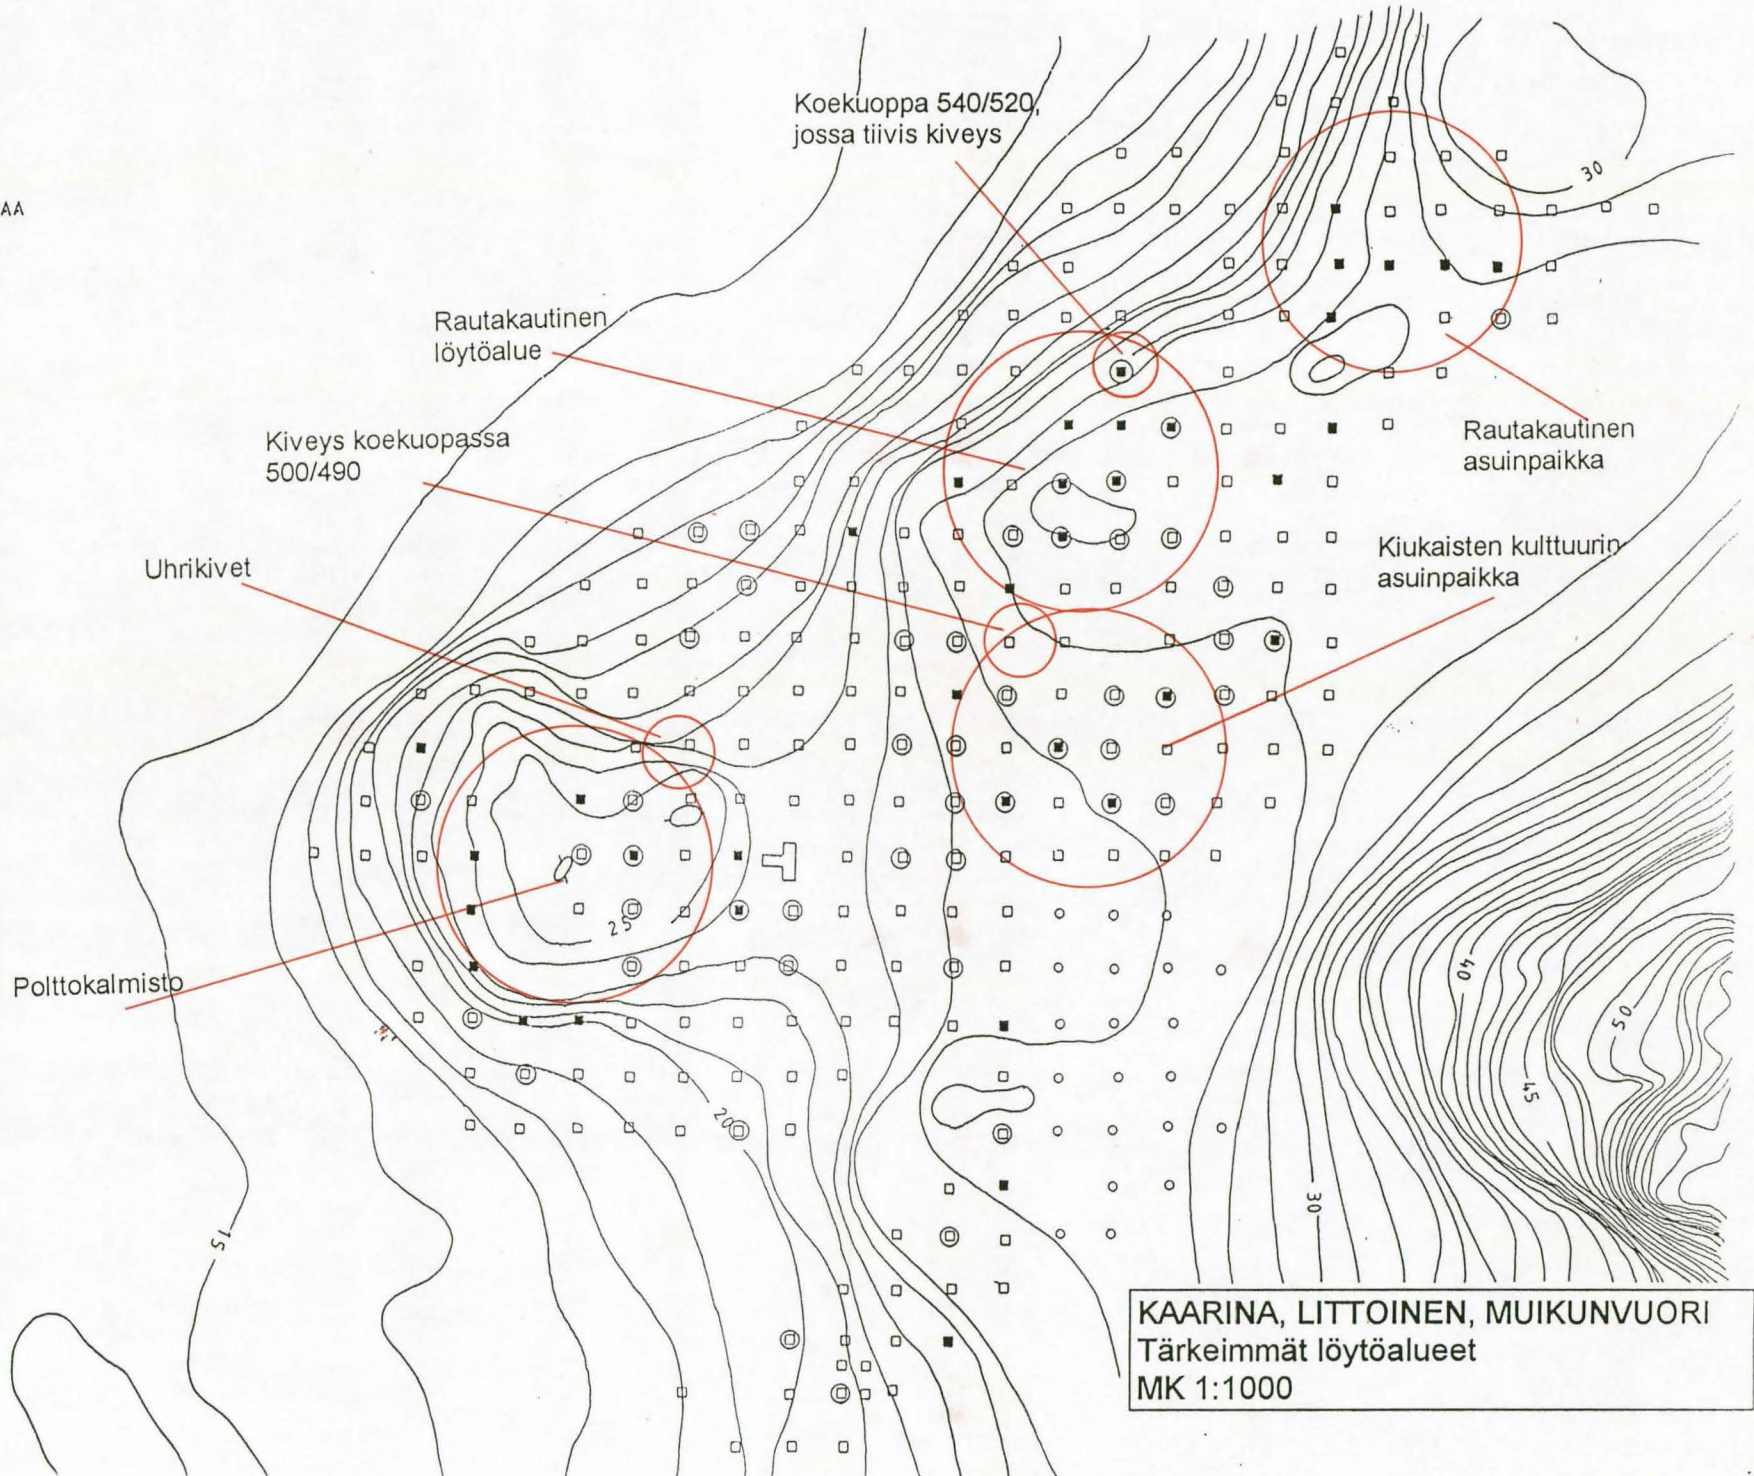 AA
Koekuoppa 540/520,
jossa tiivis kiveys
30
Rautakautinen
löytöalue
Rautakautinen
asuinpaikka
Kiveys koekuopassa
500/490
Uhrikivet
Kiukaisten kulttuurin
asuinpaikka
25
Polttokalmisto
40
50
45
20
30
15
KAARINA, LITTOINEN, MUIKUNVUORI
Tärkeimmät löytöalueet
MK 1:1000